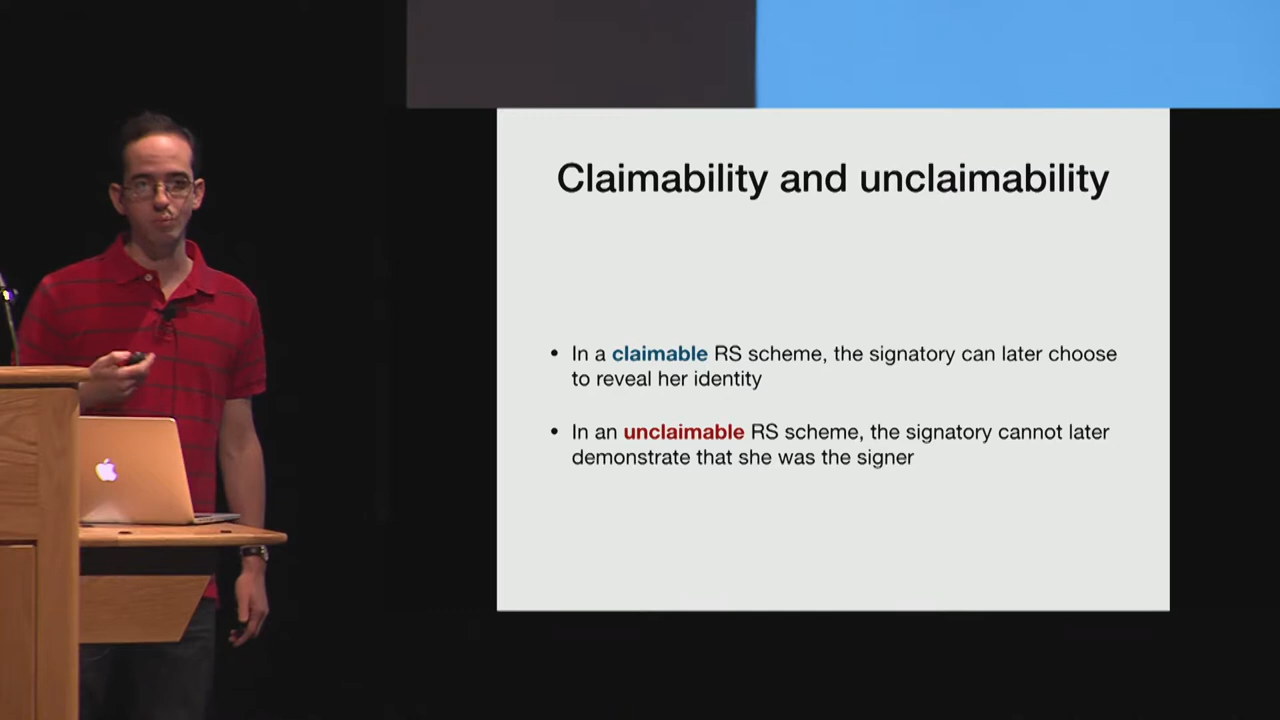 Claimability and unclaimability
• In a claimable RS scheme, the signatory can later choose
to reveal her identity
• In an unclaimable RS scheme, the signatory cannot later
demonstrate that she was the signer